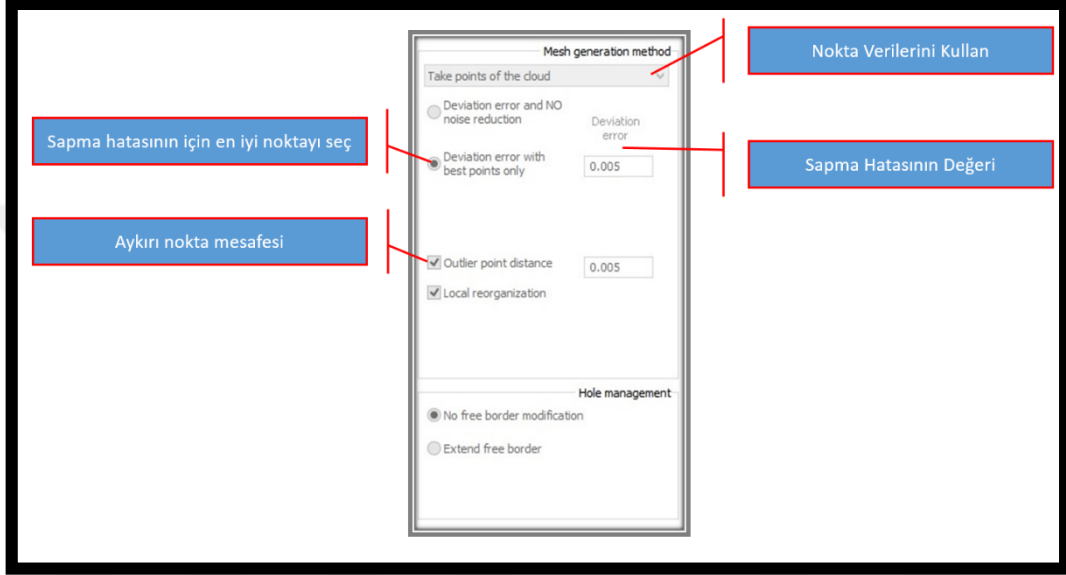 Mesh generation method
Take points of the cloud
Nokta Verilerini Kullan
Deviation error and NO
noise reduction
Deviation
error
Sapma hatasının için en iyi noktayı seç
Deviation error with
best points only
0.005
Sapma Hatasının Değeri
Aykırı nokta mesafesi
Outlier point distance
0.005
Local reorganization
Hole management
No free border modification
Extend free border